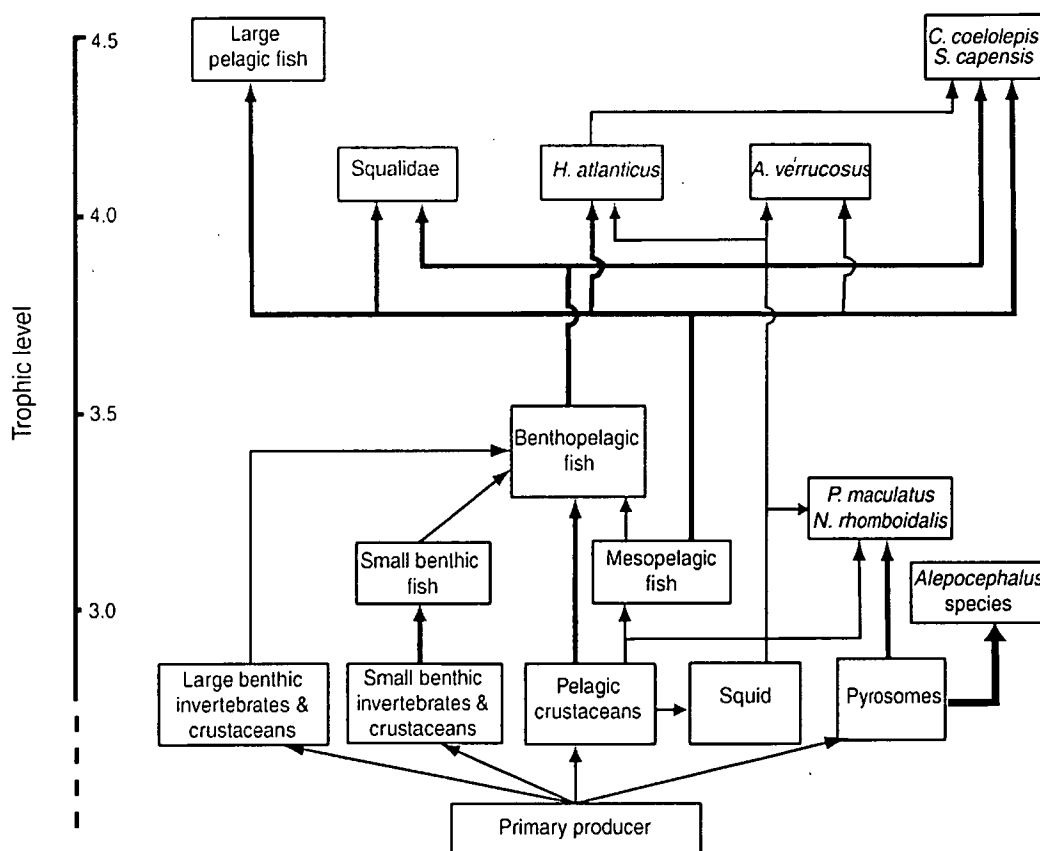 4.5
Large
pelagic fish
C. coelolepis
S. capensis
Squalidae
H. atlanticus
A. verrucosus
4.0
Trophic level
3.5
Benthopelagic
fish
P. maculatus
N. rhomboidalis
Small benthic
fish
Mesopelagic
fish
Alepocephalus
species
3.0
Large benthic
invertebrates &
crustaceans
Small benthic
invertebrates &
crustaceans
Pelagic
crustaceans
Squid
Pyrosomes
Primary producer